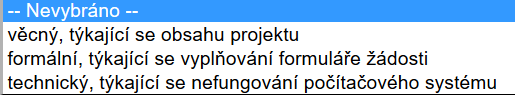 -- Nevybráno --
věcný, týkající se obsahu projektu
formální, týkající se vyplňování formuláře žádosti
technický, týkající se nefungování počítačového systému